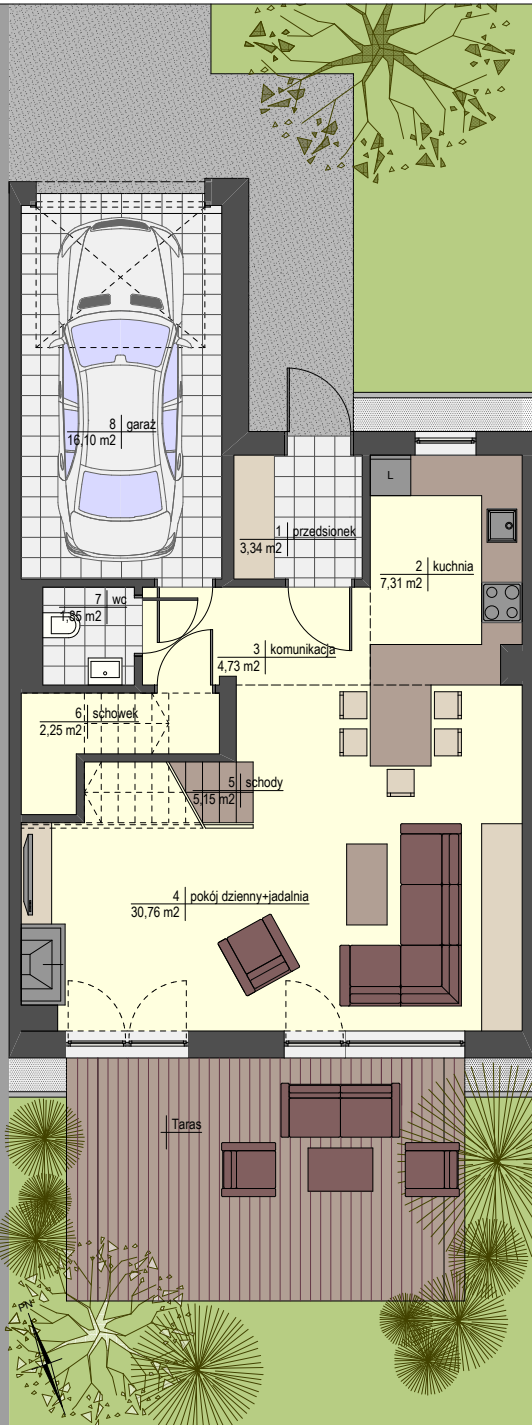 8 garaż
16,10 m2
L
1 przedsionek
3,34 m2
2 kuchnia
7,31 m2
7 wc
1,85 m2
3 komunikacja
4,73 m2
6 schowek
2,25 m2
5 schody
5,15 m2
4 pokój dzienny+jadalnia
30,76 m2
Taras